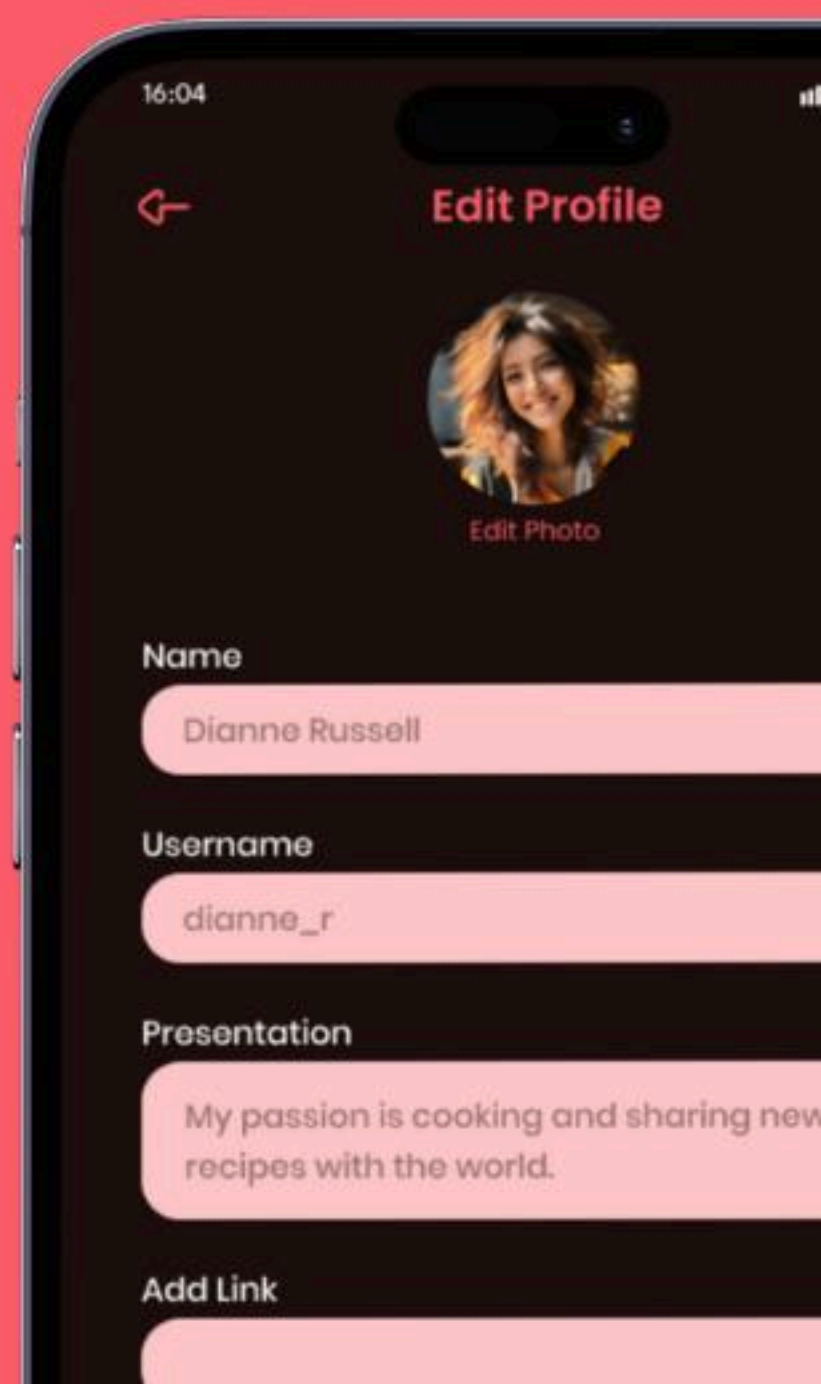 16:04
Edit Profile
Edit Photo
Name
Dianne Russell
Username
dianne_r
Presentation
My passion is cooking and sharing new
recipes with the world.
Add Link